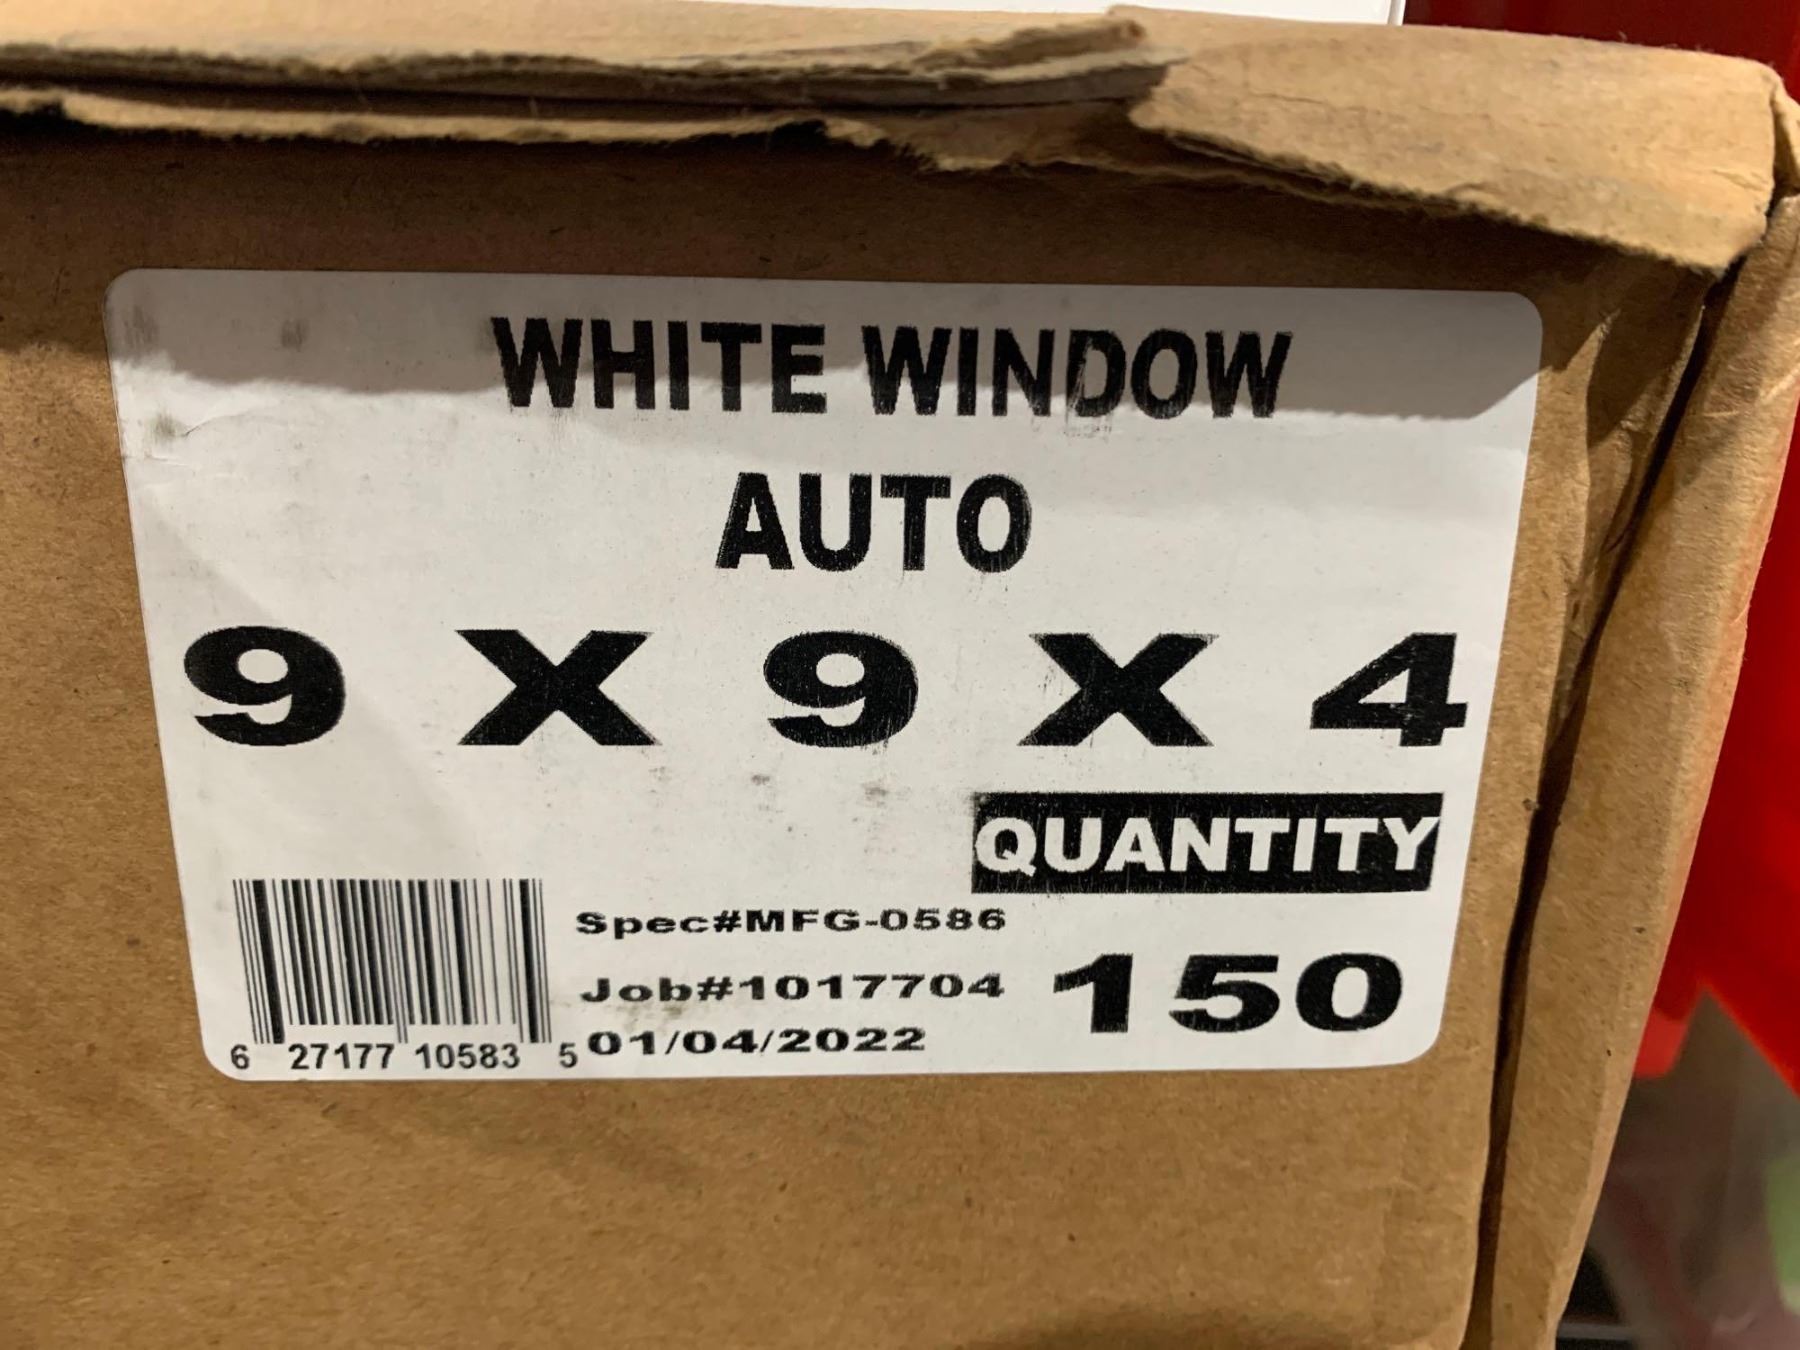 WHITE WINDOW
AUTO
9 X 9 X 4
QUANTITY
150
Spec#MFG-0586
Job#1017704
01/04/2022
6 27177 10583 5